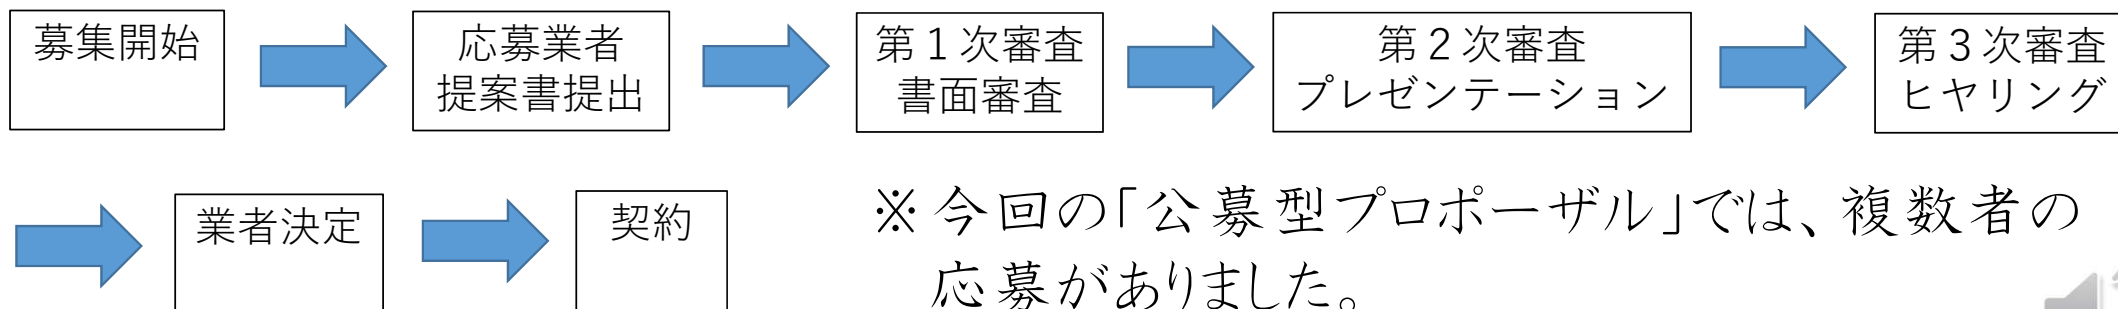 募集開始
応募業者
提案書提出
第１次審査
書面審査
第２次審査
プレゼンテーション
第３次審査
ヒヤリング
業者決定
契約
※今回の「公募型プロポーザル」では、複数者の
応募がありました。